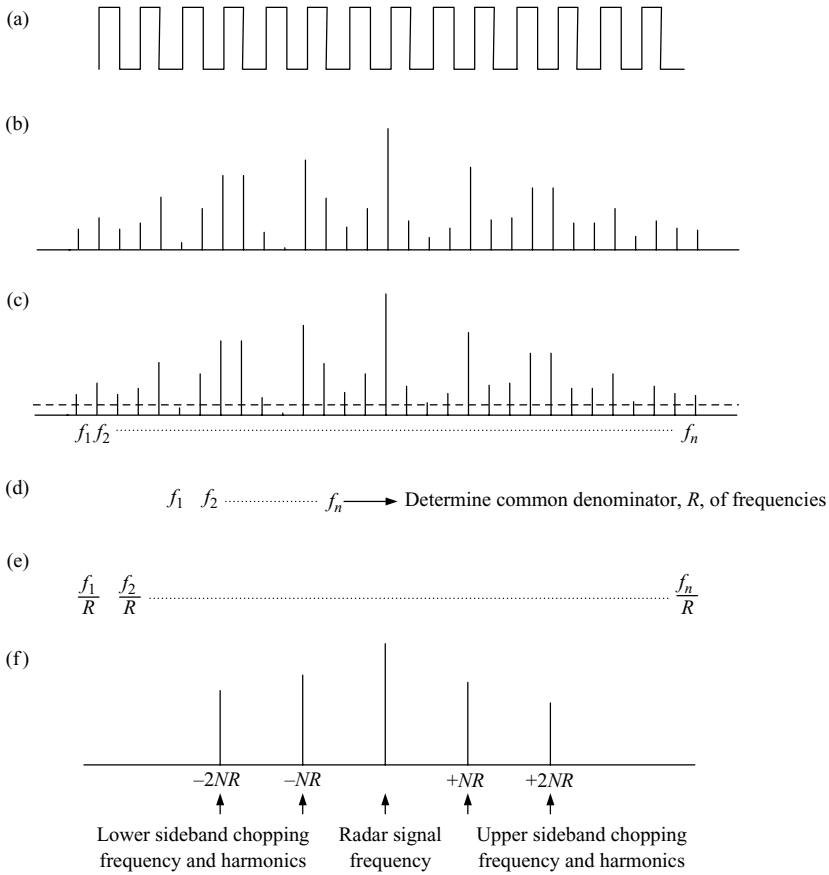 (a)
(b)
(c)
f₁ f₂ fₙ
(d)
f₁ f₂ fₙ Determine common denominator, R, of frequencies
(e)
f₁/R f₂/R fₙ/R
(f)
–2NR –NR +NR +2NR
Lower sideband chopping Radar signal Upper sideband chopping
frequency and harmonics frequency frequency and harmonics